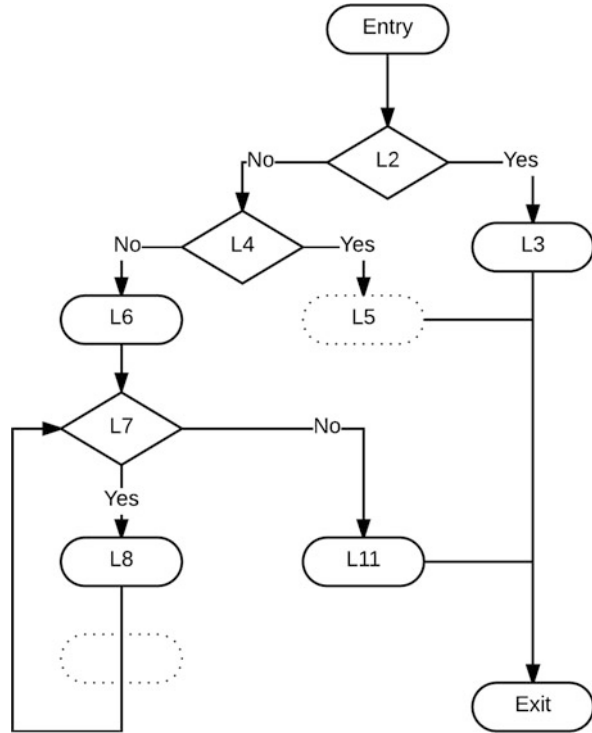 Entry
L2
No
Yes
L4
L3
No
Yes
L6
L5
L7
No
Yes
L8
L11
Exit